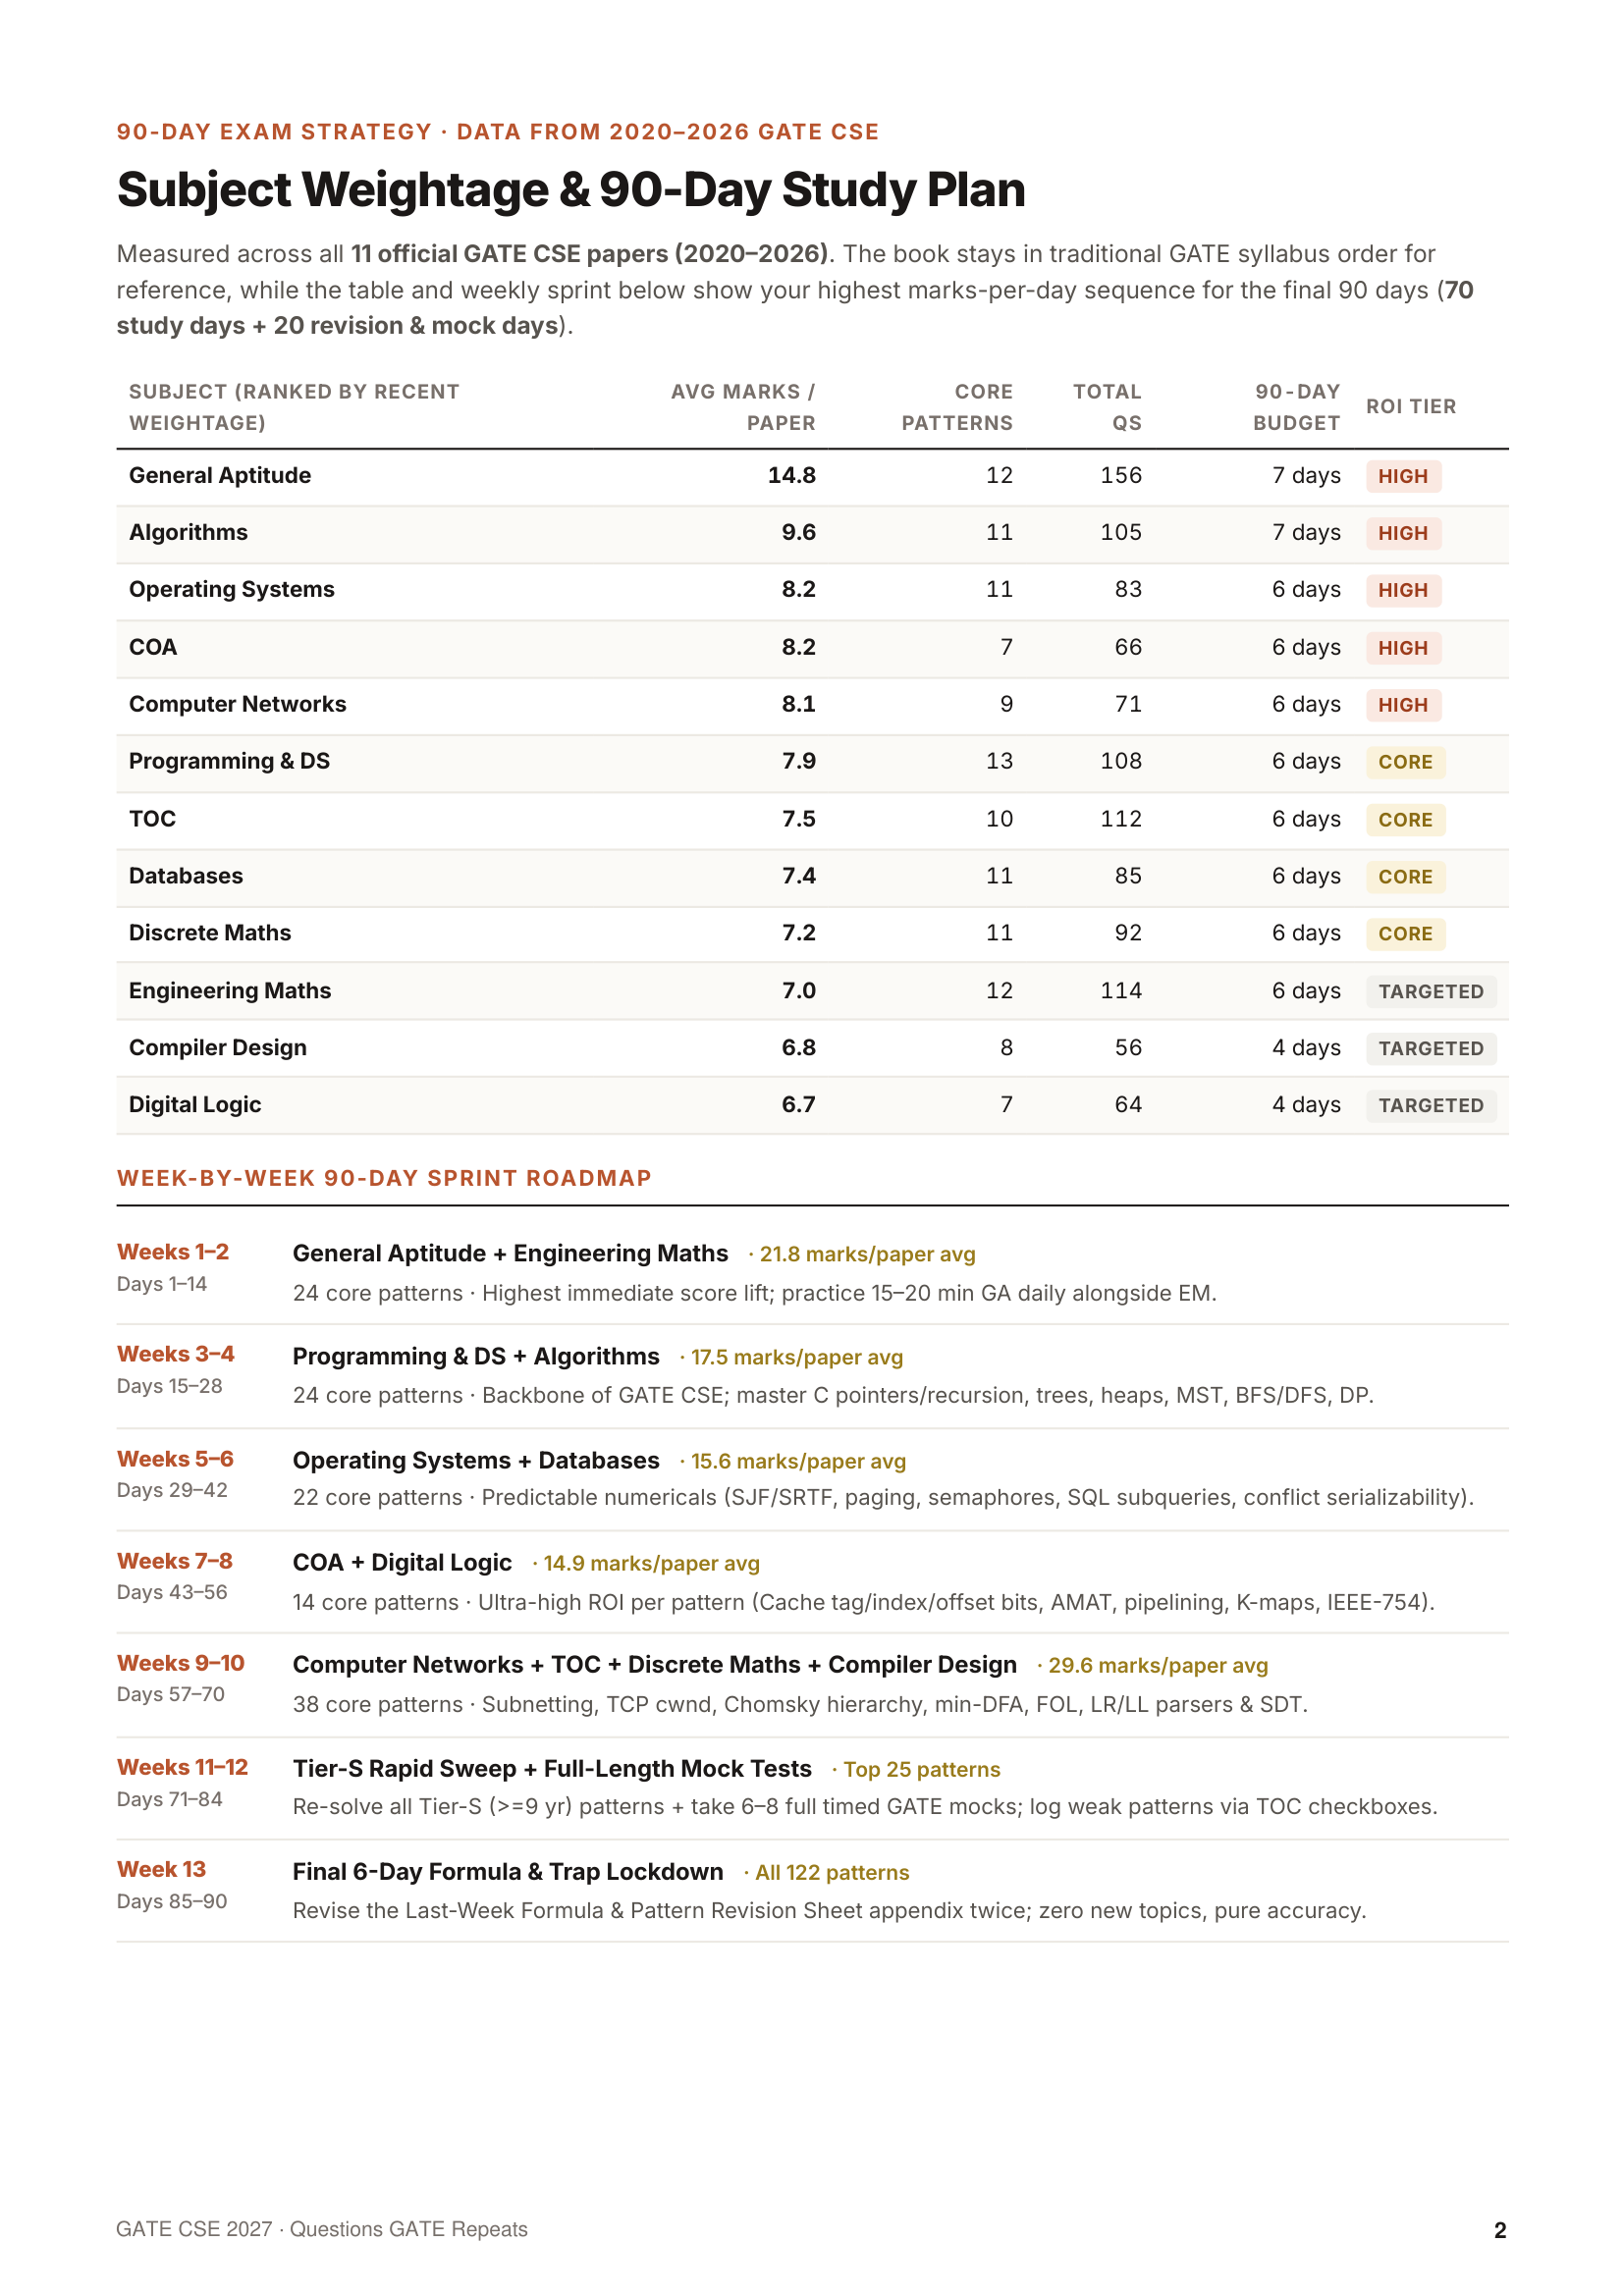 90-DAY EXAM STRATEGY · DATA FROM 2020–2026 GATE CSE
Subject Weightage & 90-Day Study Plan
Measured across all 11 official GATE CSE papers (2020–2026). The book stays in traditional GATE syllabus order for
reference, while the table and weekly sprint below show your highest marks-per-day sequence for the final 90 days (70
study days + 20 revision & mock days).
SUBJECT (RANKED BY RECENT WEIGHTAGE) AVG MARKS / PAPER CORE PATTERNS TOTAL QS 90-DAY BUDGET ROI TIER
General Aptitude 14.8 12 156 7 days HIGH
Algorithms 9.6 11 105 7 days HIGH
Operating Systems 8.2 11 83 6 days HIGH
COA 8.2 7 66 6 days HIGH
Computer Networks 8.1 9 71 6 days HIGH
Programming & DS 7.9 13 108 6 days CORE
TOC 7.5 10 112 6 days CORE
Databases 7.4 11 85 6 days CORE
Discrete Maths 7.2 11 92 6 days CORE
Engineering Maths 7.0 12 114 6 days TARGETED
Compiler Design 6.8 8 56 4 days TARGETED
Digital Logic 6.7 7 64 4 days TARGETED
WEEK-BY-WEEK 90-DAY SPRINT ROADMAP
Weeks 1–2 General Aptitude + Engineering Maths · 21.8 marks/paper avg
Days 1–14 24 core patterns · Highest immediate score lift; practice 15–20 min GA daily alongside EM.
Weeks 3–4 Programming & DS + Algorithms · 17.5 marks/paper avg
Days 15–28 24 core patterns · Backbone of GATE CSE; master C pointers/recursion, trees, heaps, MST, BFS/DFS, DP.
Weeks 5–6 Operating Systems + Databases · 15.6 marks/paper avg
Days 29–42 22 core patterns · Predictable numericals (SJF/SRTF, paging, semaphores, SQL subqueries, conflict serializability).
Weeks 7–8 COA + Digital Logic · 14.9 marks/paper avg
Days 43–56 14 core patterns · Ultra-high ROI per pattern (Cache tag/index/offset bits, AMAT, pipelining, K-maps, IEEE-754).
Weeks 9–10 Computer Networks + TOC + Discrete Maths + Compiler Design · 29.6 marks/paper avg
Days 57–70 38 core patterns · Subnetting, TCP cwnd, Chomsky hierarchy, min-DFA, FOL, LR/LL parsers & SDT.
Weeks 11–12 Tier-S Rapid Sweep + Full-Length Mock Tests · Top 25 patterns
Days 71–84 Re-solve all Tier-S (>=9 yr) patterns + take 6–8 full timed GATE mocks; log weak patterns via TOC checkboxes.
Week 13 Final 6-Day Formula & Trap Lockdown · All 122 patterns
Days 85–90 Revise the Last-Week Formula & Pattern Revision Sheet appendix twice; zero new topics, pure accuracy.
GATE CSE 2027 · Questions GATE Repeats 2